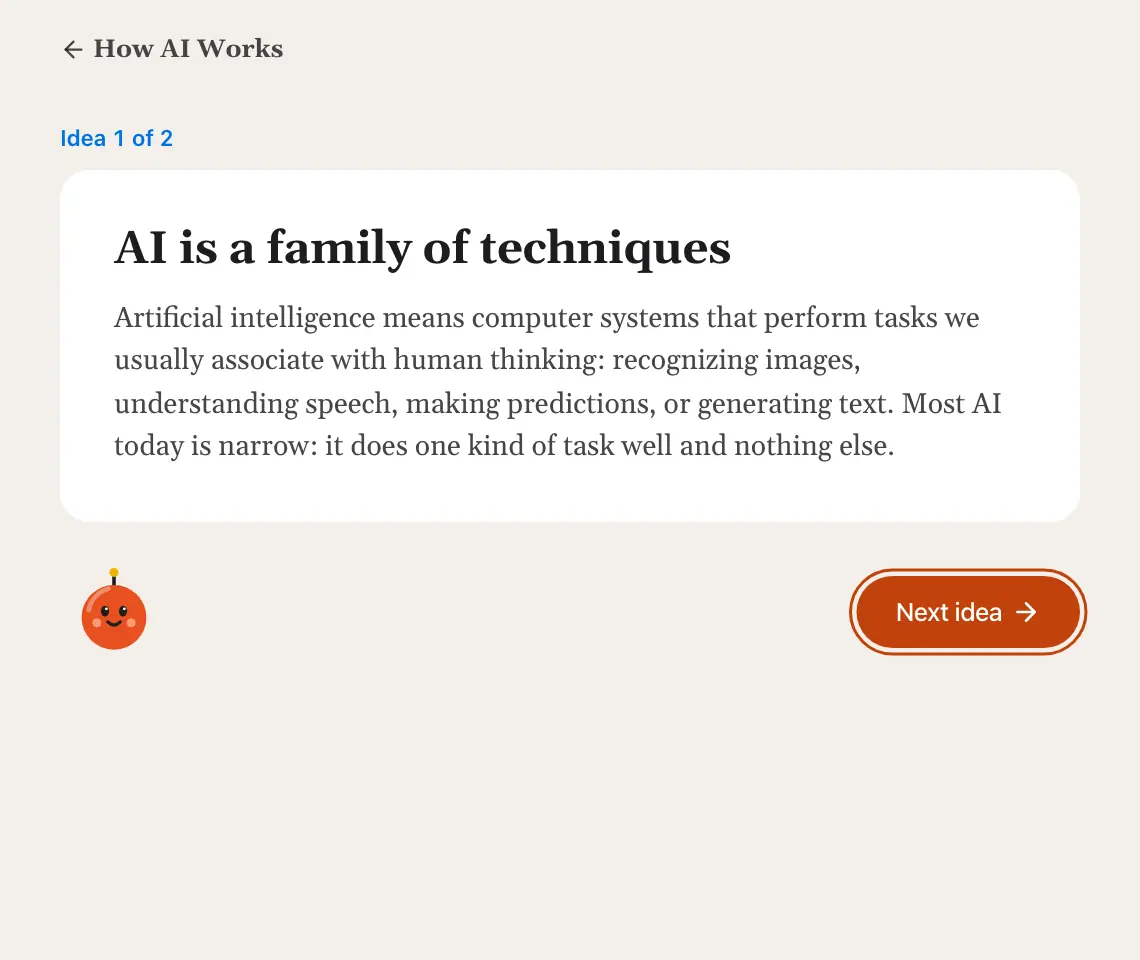 ← How AI Works
Idea 1 of 2
AI is a family of techniques
Artificial intelligence means computer systems that perform tasks we
usually associate with human thinking: recognizing images,
understanding speech, making predictions, or generating text. Most AI
today is narrow: it does one kind of task well and nothing else.
Next idea →